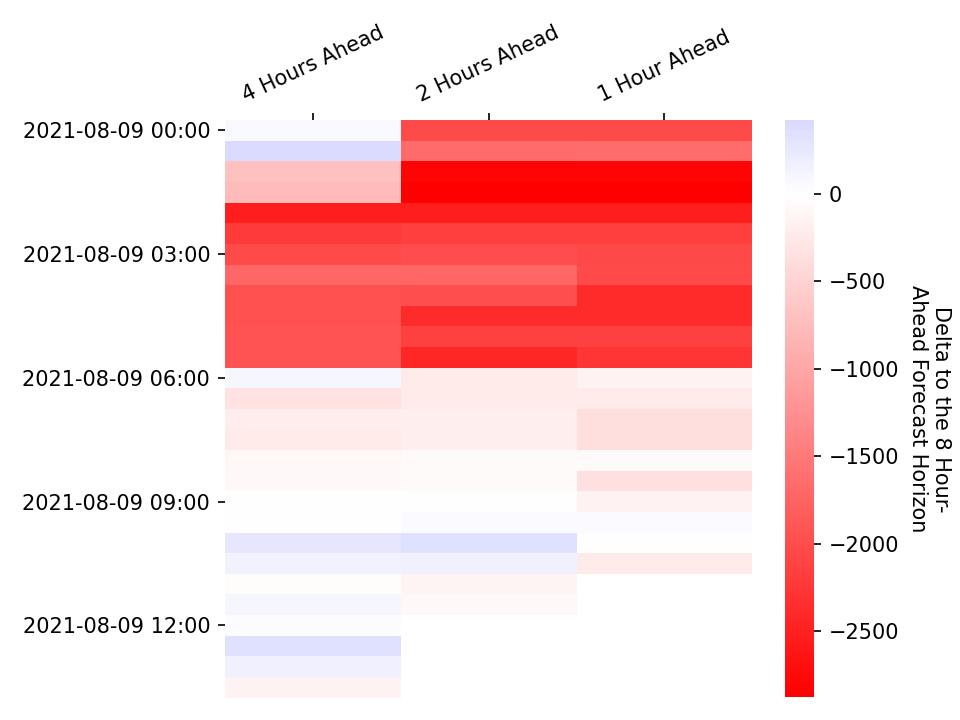 4 Hours Ahead
2 Hours Ahead
1 Hour Ahead
2021-08-09 00:00
2021-08-09 03:00
2021-08-09 06:00
2021-08-09 09:00
2021-08-09 12:00
0
−500
−1000
−1500
−2000
−2500
Delta to the 8 Hour-
Ahead Forecast Horizon